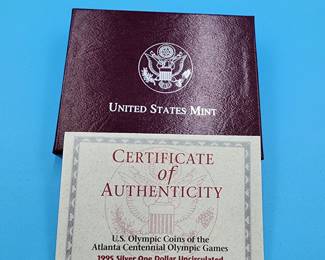 UNITED STATES MINT
CERTIFICATE
of
AUTHENTICITY
U.S. Olympic Coins of the
Atlanta Centennial Olympic Games
1995 Silver One Dollar Uncirculated